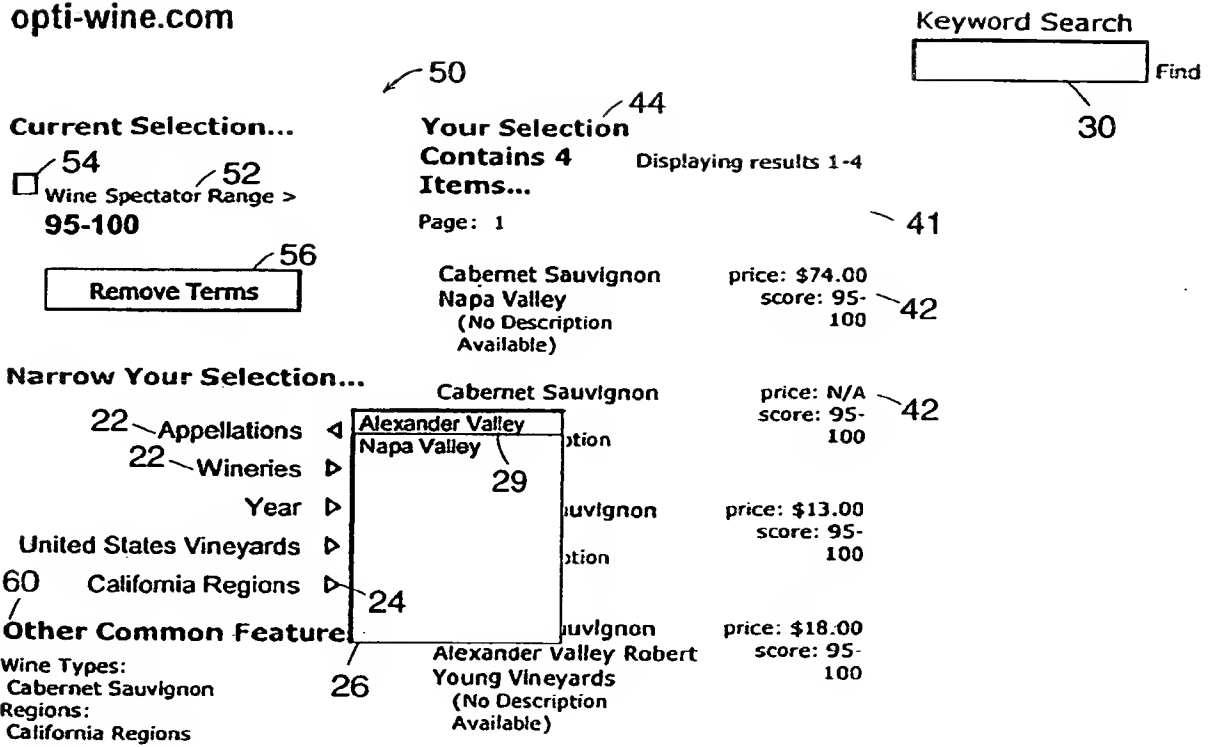 opti-wine.com
Keyword Search
Find
30
50
Current Selection...
54
52
Wine Spectator Range >
95-100
56
Remove Terms
44
Your Selection
Contains 4
Items...
Displaying results 1-4
Page: 1
41
Cabernet Sauvignon
Napa Valley
(No Description
Available)
price: $74.00
score: 95-
100
42
Narrow Your Selection...
22
Appellations
22
Wineries
Year
United States Vineyards
California Regions
24
Alexander Valley
Napa Valley
29
26
Cabernet Sauvignon
ption
price: N/A
score: 95-
100
42
uvignon
ption
price: $13.00
score: 95-
100
uvignon
Alexander Valley Robert
Young Vineyards
(No Description
Available)
price: $18.00
score: 95-
100
60
Other Common Feature
Wine Types:
Cabernet Sauvignon
Regions:
California Regions